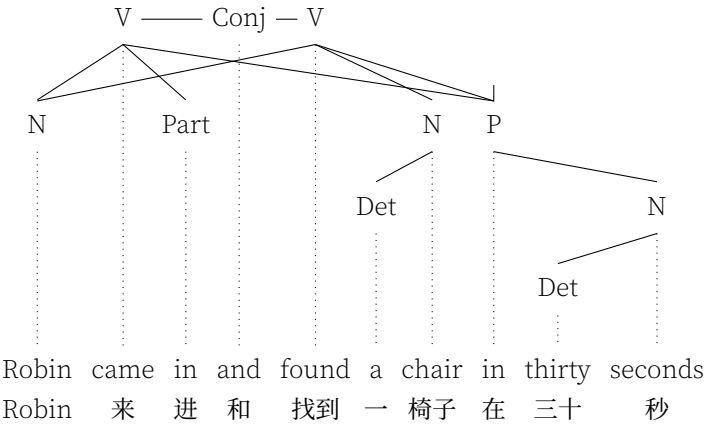 V Conj V
N Part N P
Det N
Det
Robin came in and found a chair in thirty seconds
Robin 来 进 和 找到 一 椅子 在 三十 秒